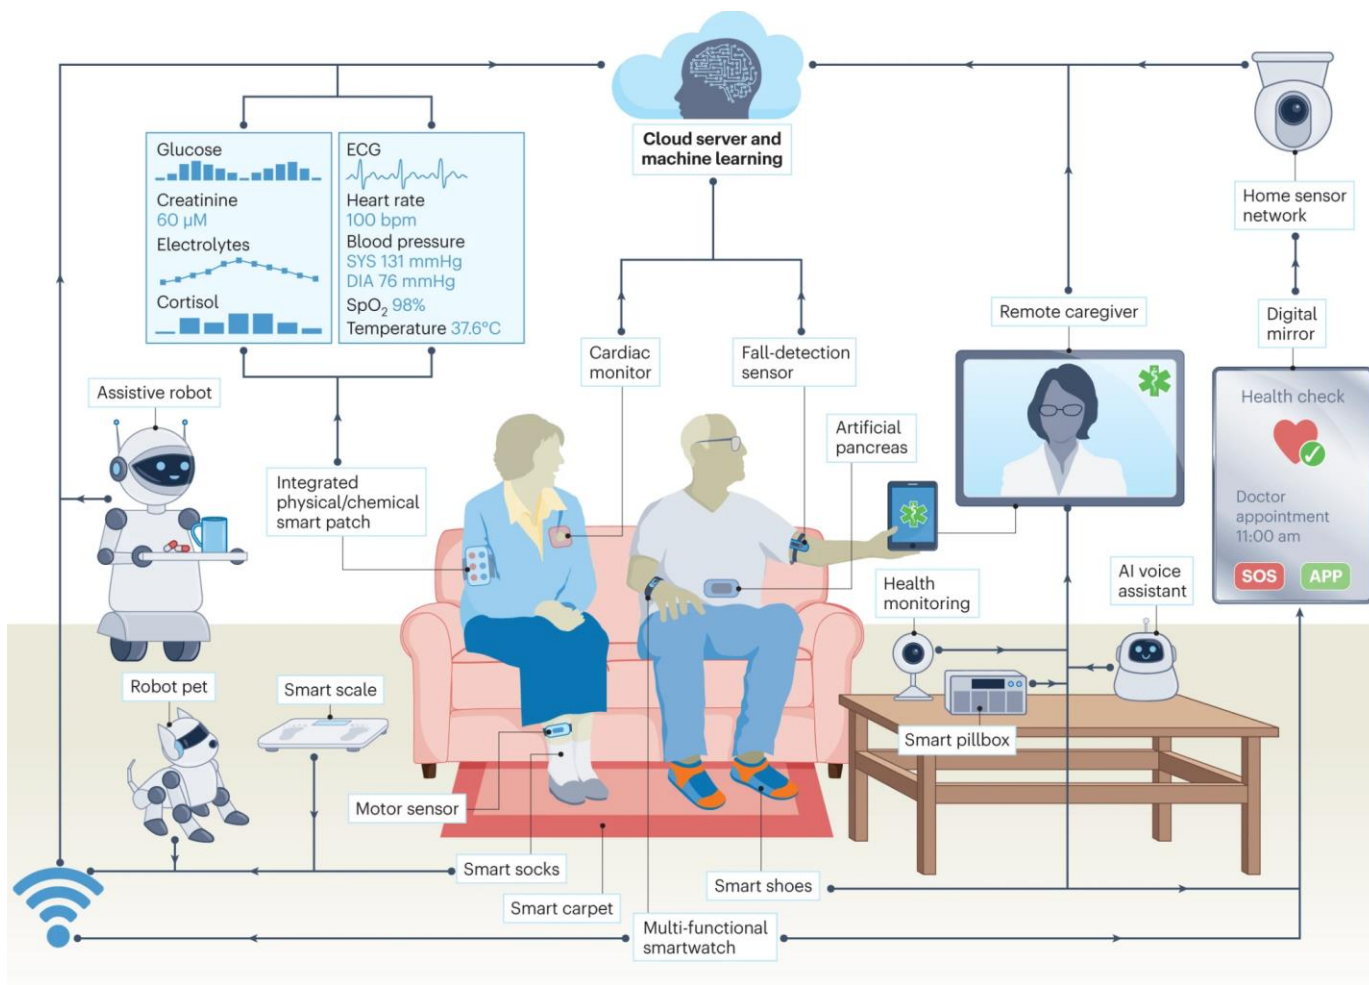 Cloud server and
machine learning
Glucose
Creatinine
60 µM
Electrolytes
Cortisol
ECG
Heart rate
100 bpm
Blood pressure
SYS 131 mmHg
DIA 76 mmHg
SpO₂ 98%
Temperature 37.6°C
Home sensor
network
Remote caregiver
Digital
mirror
Cardiac
monitor
Fall-detection
sensor
Assistive robot
Health check
Doctor
appointment
11:00 am
SOS
APP
Artificial
pancreas
Integrated
physical/chemical
smart patch
Health
monitoring
AI voice
assistant
Robot pet
Smart scale
Smart pillbox
Motor sensor
Smart socks
Smart shoes
Smart carpet
Multi-functional
smartwatch